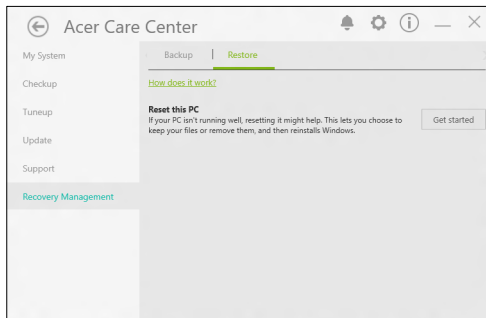 Acer Care Center
My System
Backup
Restore
Checkup
How does it work?
Tuneup
Reset this PC
If your PC isn't running well, resetting it might help. This lets you choose to
keep your files or remove them, and then reinstalls Windows.
Get started
Update
Support
Recovery Management